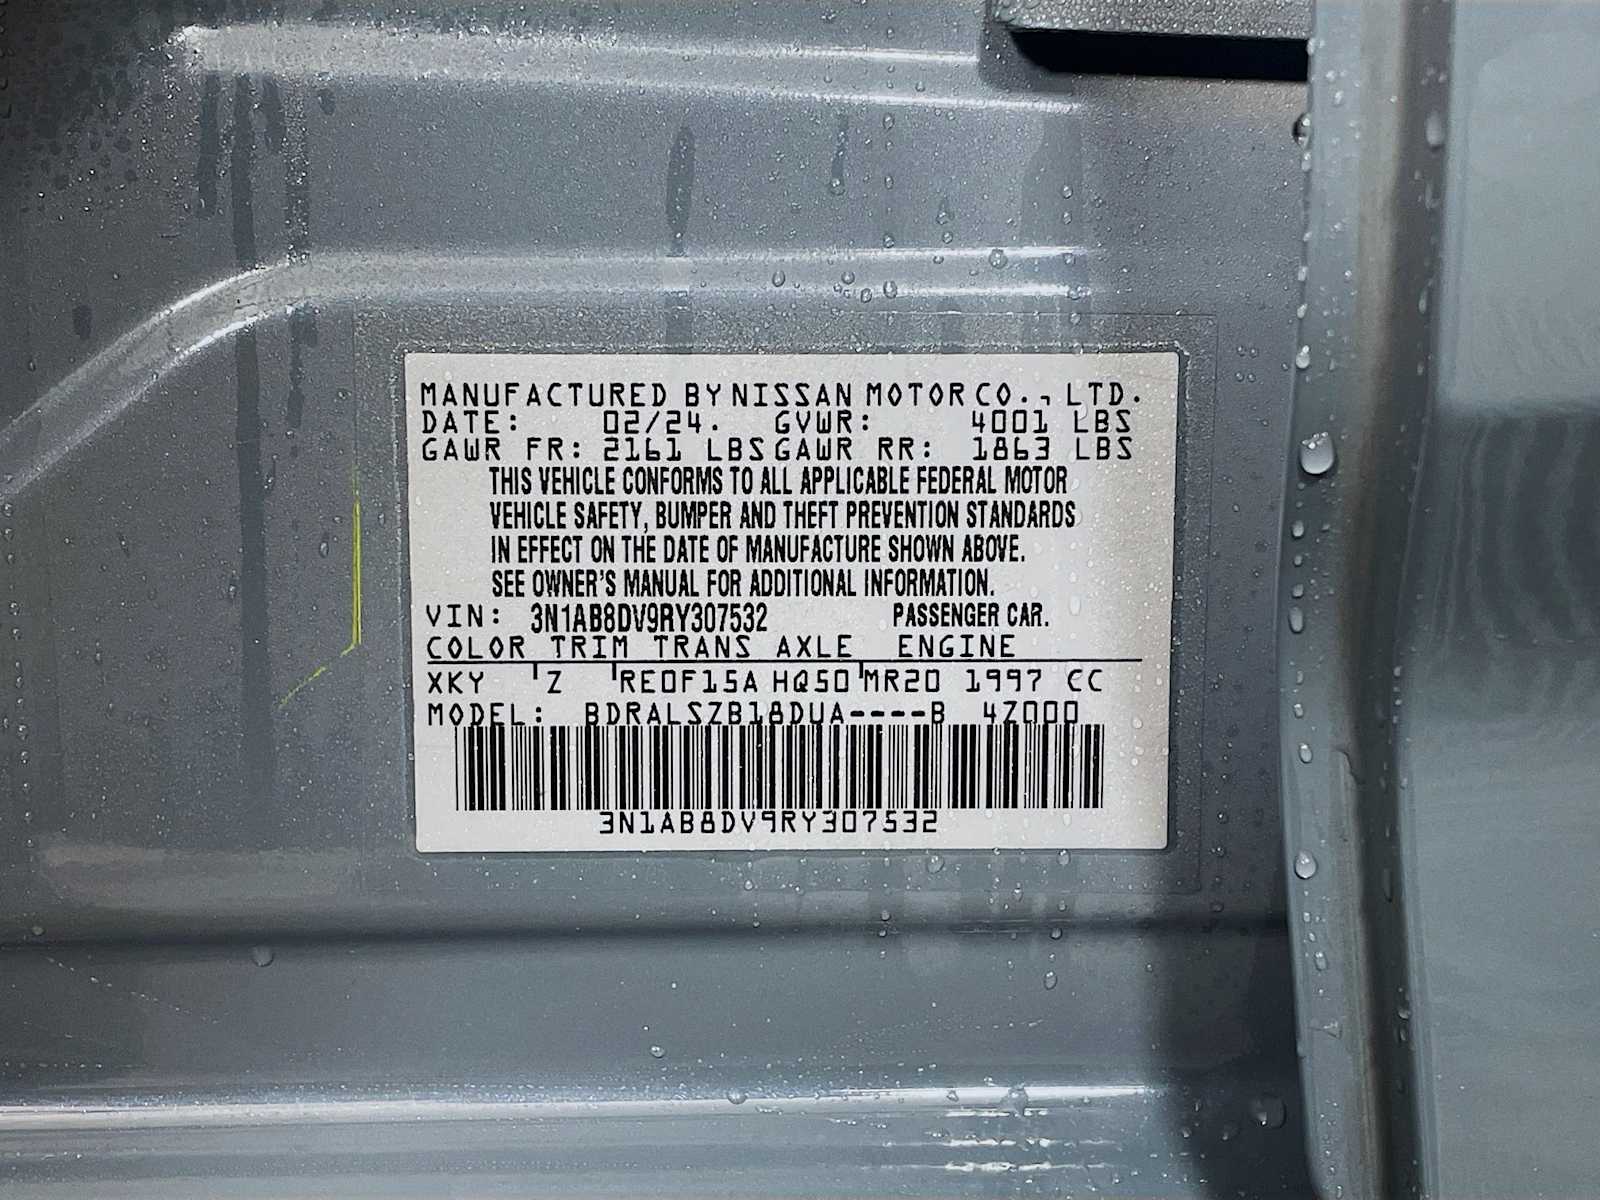 MANUFACTURED BY NISSAN MOTOR CO., LTD.
DATE: 02/24. GVWR: 4001 LBS
GAWR FR: 2161 LBS GAWR RR: 1863 LBS
THIS VEHICLE CONFORMS TO ALL APPLICABLE FEDERAL MOTOR
VEHICLE SAFETY, BUMPER AND THEFT PREVENTION STANDARDS
IN EFFECT ON THE DATE OF MANUFACTURE SHOWN ABOVE.
SEE OWNER'S MANUAL FOR ADDITIONAL INFORMATION.
VIN: 3N1AB8DV9RY307532 PASSENGER CAR.
COLOR TRIM TRANS AXLE ENGINE
XKY Z RE0F15A HQ50 MR20 1997 CC
MODEL: BDRALSZB18DUA----B 4Z000
3N1AB8DV9RY307532